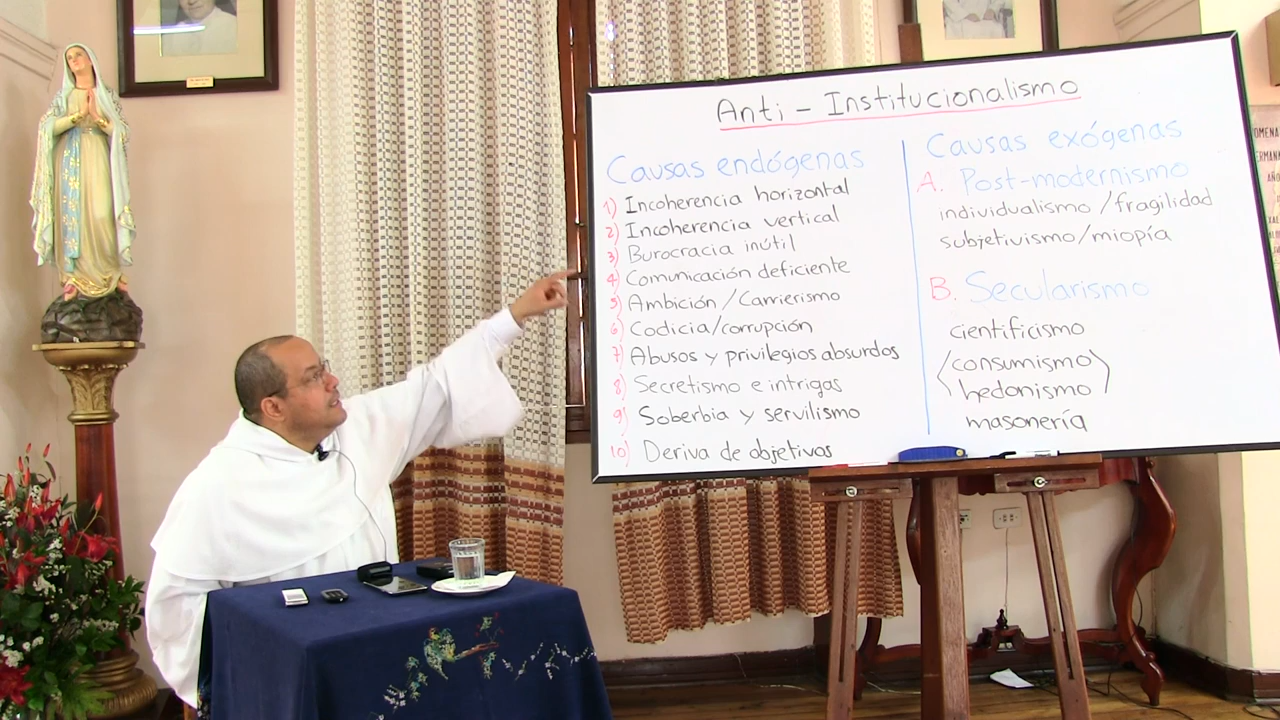 Anti - Institucionalismo
Causas endógenas
1) Incoherencia horizontal
2) Incoherencia vertical
3) Burocracia inútil
4) Comunicación deficiente
5) Ambición / Carrierismo
6) Codicia/corrupción
7) Abusos y privilegios absurdos
8) Secretismo e intrigas
9) Soberbia y servilismo
10) Deriva de objetivos
Causas exógenas
A. Post-modernismo
individualismo / fragilidad
subjetivismo/miopía
B. Secularismo
cientificismo
(consumismo)
hedonismo
masonería